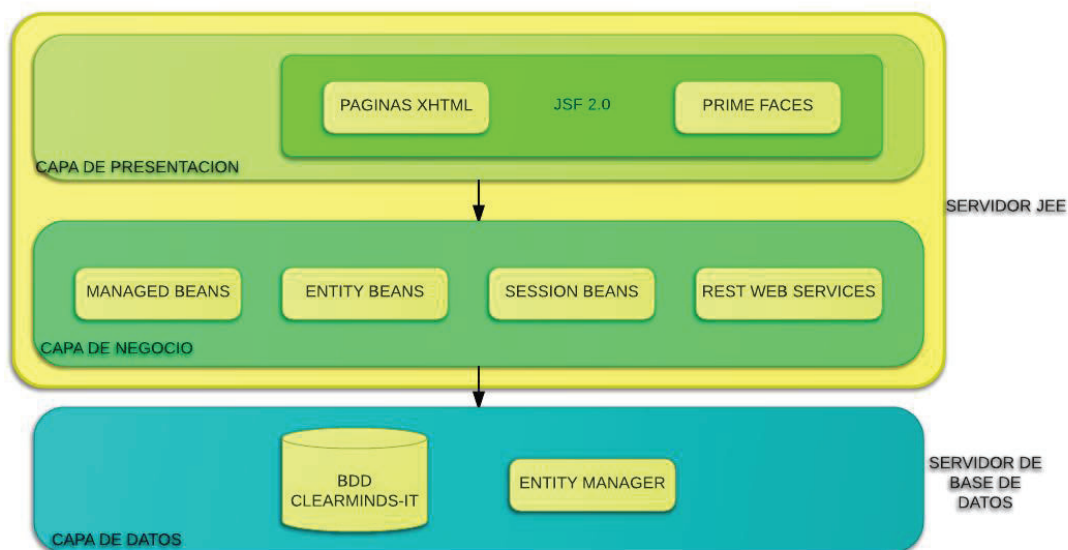 PAGINAS XHTML
JSF 2.0
PRIME FACES
CAPA DE PRESENTACION
SERVIDOR JEE
MANAGED BEANS
ENTITY BEANS
SESSION BEANS
REST WEB SERVICES
CAPA DE NEGOCIO
BDD
CLEARMINDS-IT
ENTITY MANAGER
SERVIDOR DE
BASE DE
DATOS
CAPA DE DATOS